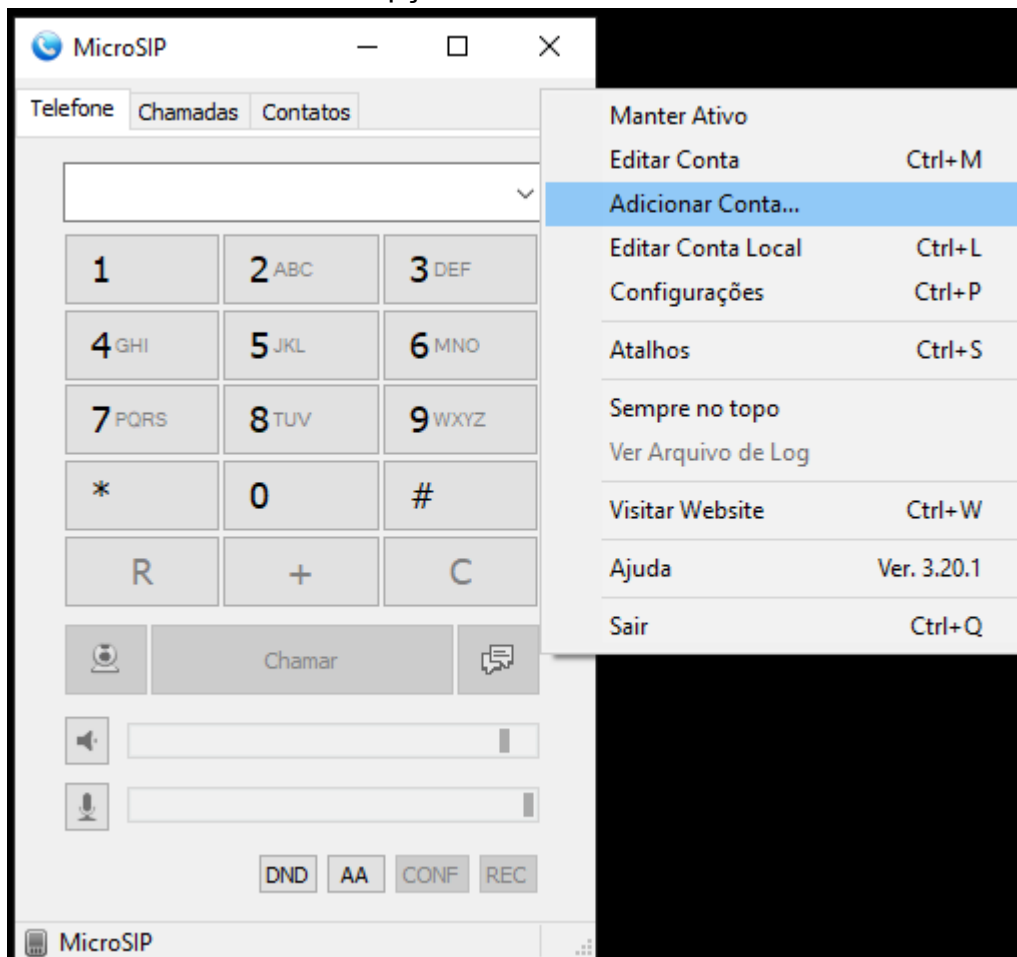 MicroSIP
Telefone Chamadas Contatos
1 2 ABC 3 DEF
4 GHI 5 JKL 6 MNO
7 PQRS 8 TUV 9 WXYZ
* 0 #
R + C
Chamar
DND AA CONF REC
MicroSIP
Manter Ativo
Editar Conta Ctrl+M
Adicionar Conta...
Editar Conta Local Ctrl+L
Configurações Ctrl+P
Atalhos Ctrl+S
Sempre no topo
Ver Arquivo de Log
Visitar Website Ctrl+W
Ajuda Ver. 3.20.1
Sair Ctrl+Q